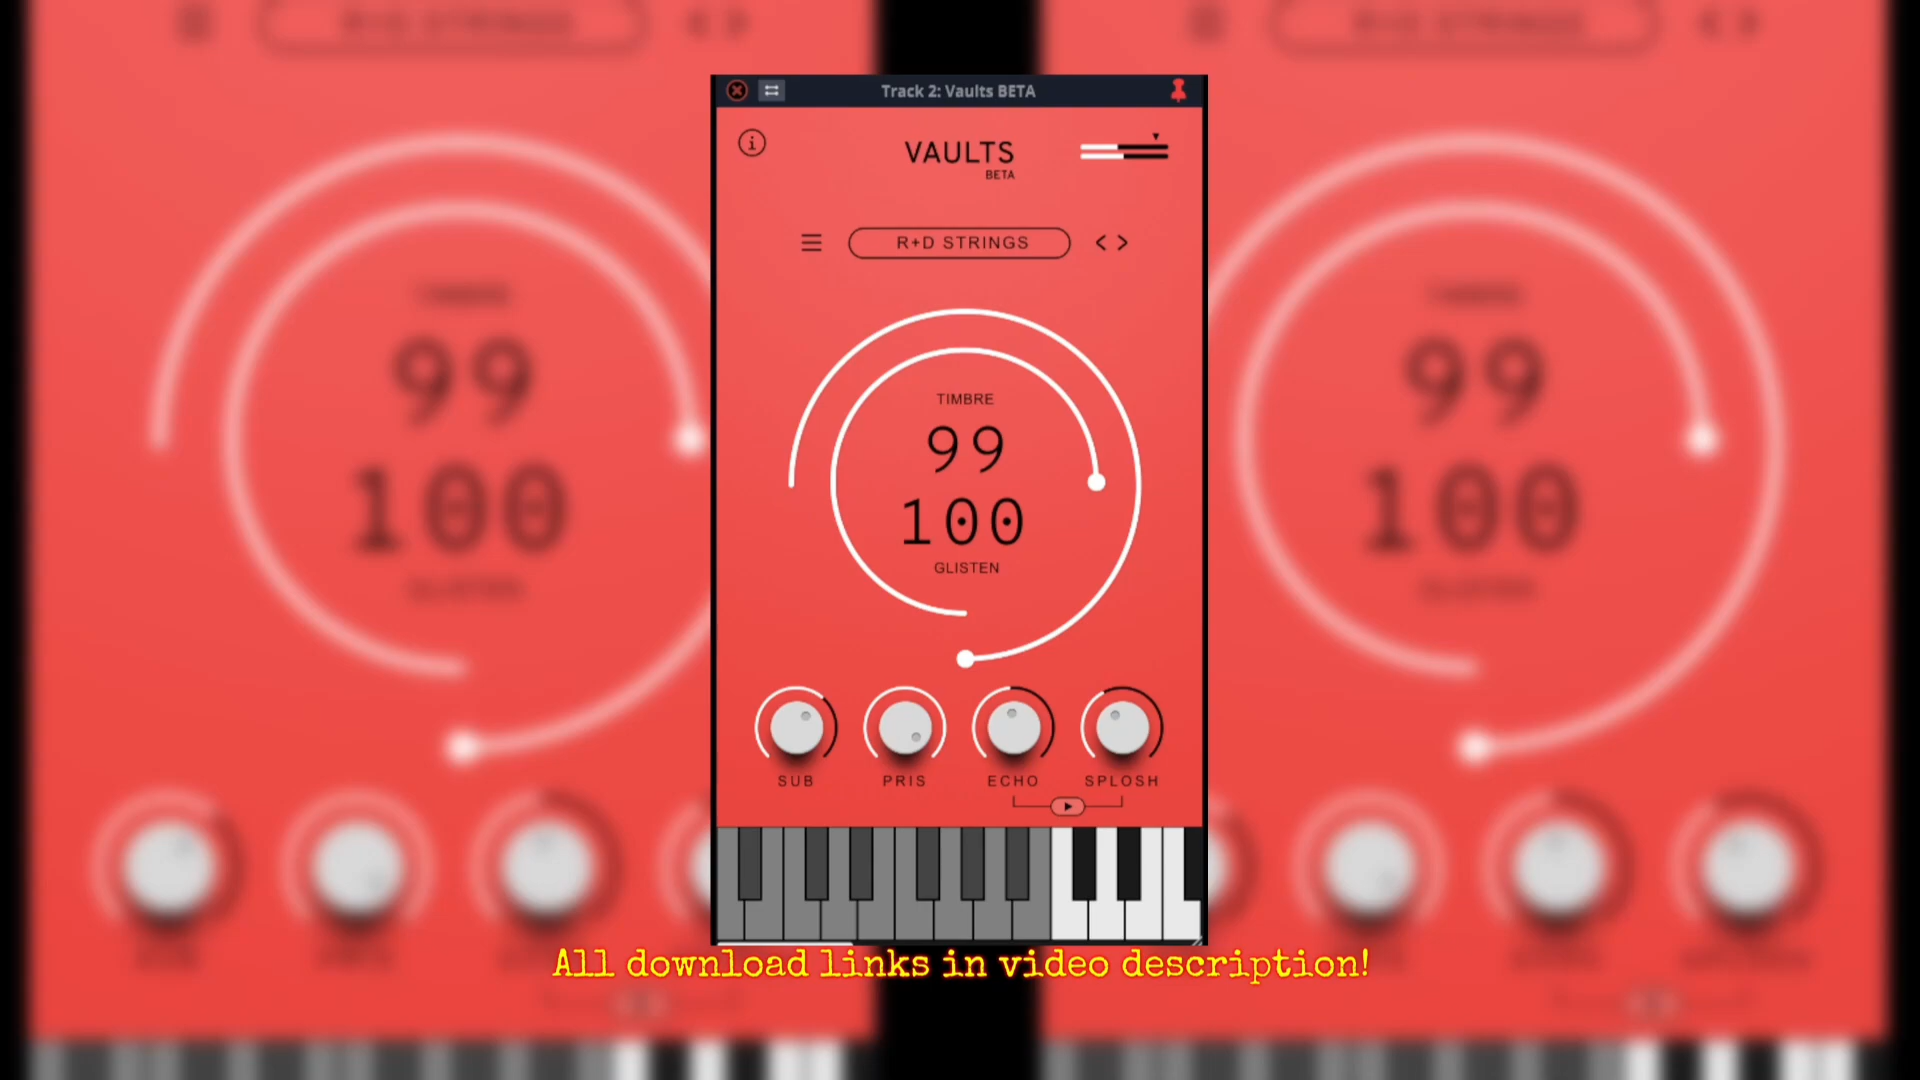 Track 2: Vaults BETA
VAULTS
BETA
R+D STRINGS
TIMBRE
99
100
GLISTEN
SUB PRIS ECHO SPLOSH
All download links in video description!